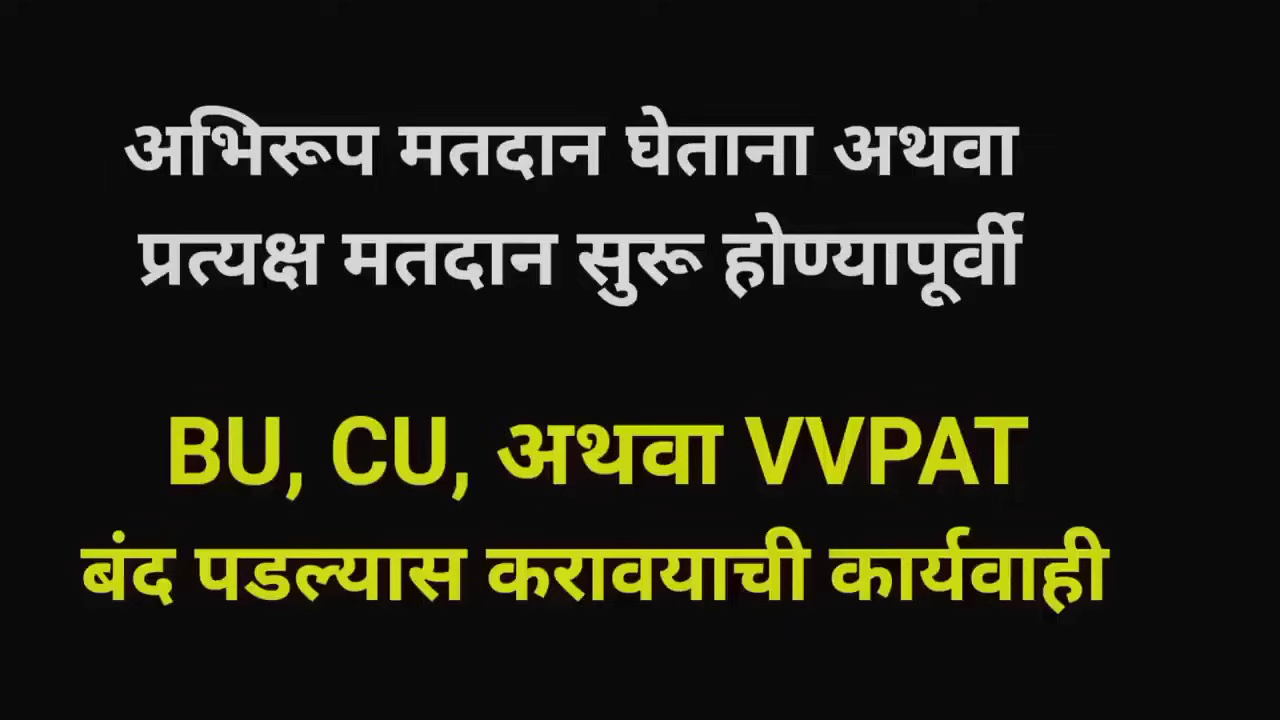 अभिरूप मतदान घेताना अथवा
प्रत्यक्ष मतदान सुरू होण्यापूर्वी
BU, CU, अथवा VVPAT
बंद पडल्यास करावयाची कार्यवाही